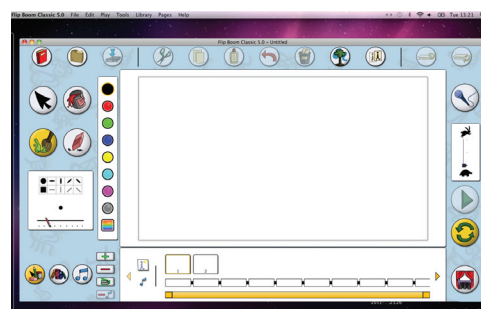 Flip Boom Classic 5.0 File Edit Play Tools Library Pages Help Tue 13:21
Flip Boom Classic 5.0 - Untitled
1 2